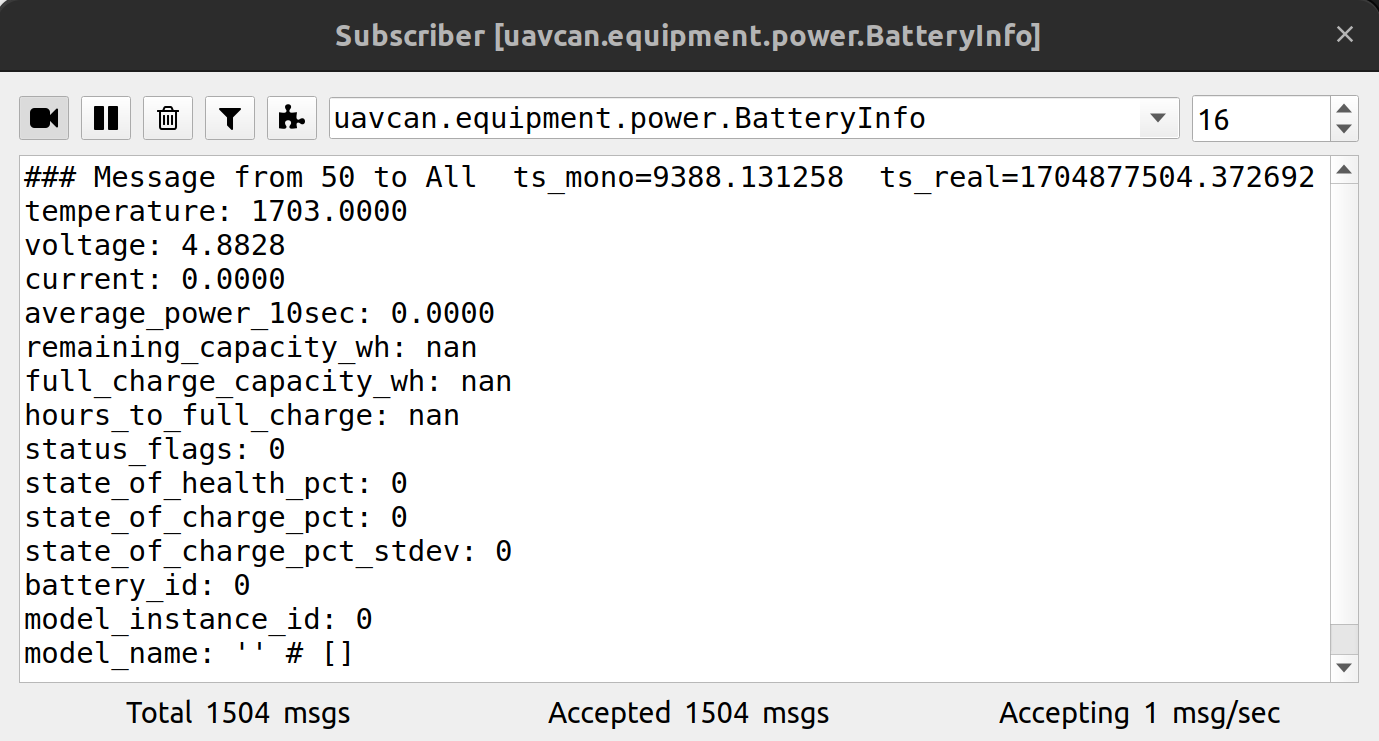 Subscriber [uavcan.equipment.power.BatteryInfo]
uavcan.equipment.power.BatteryInfo 16
### Message from 50 to All  ts_mono=9388.131258  ts_real=1704877504.372692
temperature: 1703.0000
voltage: 4.8828
current: 0.0000
average_power_10sec: 0.0000
remaining_capacity_wh: nan
full_charge_capacity_wh: nan
hours_to_full_charge: nan
status_flags: 0
state_of_health_pct: 0
state_of_charge_pct: 0
state_of_charge_pct_stdev: 0
battery_id: 0
model_instance_id: 0
model_name: '' # []
Total 1504 msgs Accepted 1504 msgs Accepting 1 msg/sec